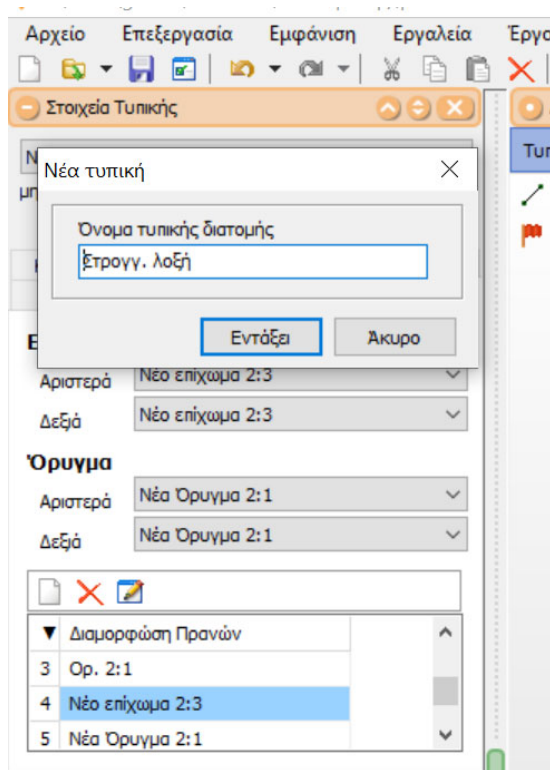 Αρχείο Επεξεργασία Εμφάνιση Εργαλεία
Στοιχεία Τυπικής
Νέα τυπική
Όνομα τυπικής διατομής
Στρογγ. λοξή
Εντάξει Άκυρο
Αριστερά Νέο επίχωμα 2:3
Δεξιά Νέο επίχωμα 2:3
Όρυγμα
Αριστερά Νέα Όρυγμα 2:1
Δεξιά Νέα Όρυγμα 2:1
Διαμορφώση Πρανών
3 Ορ. 2:1
4 Νέο επίχωμα 2:3
5 Νέα Όρυγμα 2:1